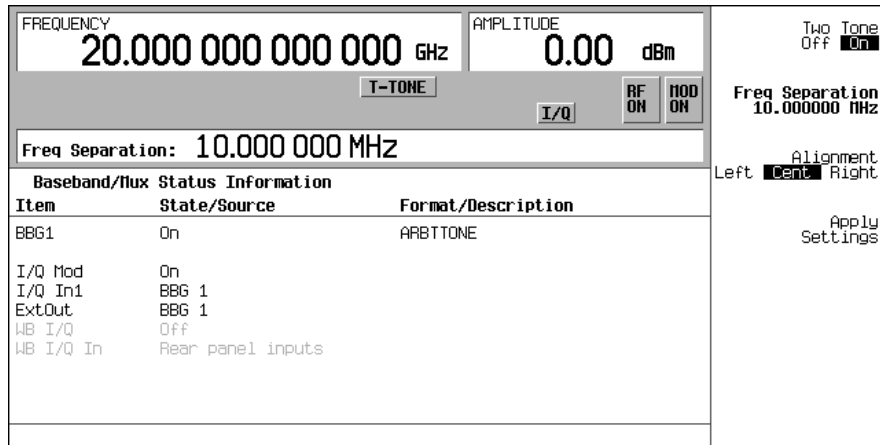 FREQUENCY
20.000 000 000 000 GHz
AMPLITUDE
0.00 dBm
T-TONE
I/Q
RF ON
MOD ON
Freq Separation: 10.000 000 MHz
Baseband/Mux Status Information
Item State/Source Format/Description
BBG1 On ARBTTONE
I/Q Mod On
I/Q In1 BBG 1
ExtOut BBG 1
WB I/Q Off
WB I/Q In Rear panel inputs
Two Tone
Off On
Freq Separation
10.000000 MHz
Alignment
Left Cent Right
Apply
Settings